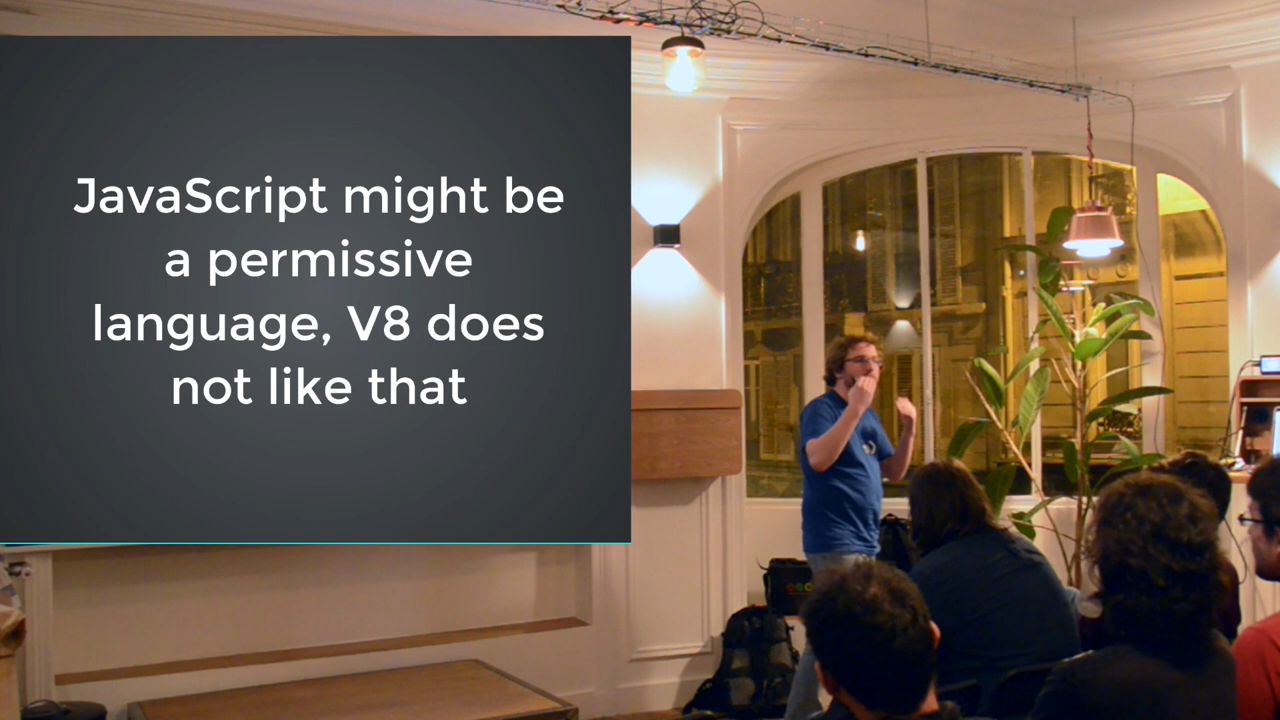 JavaScript might be
a permissive
language, V8 does
not like that